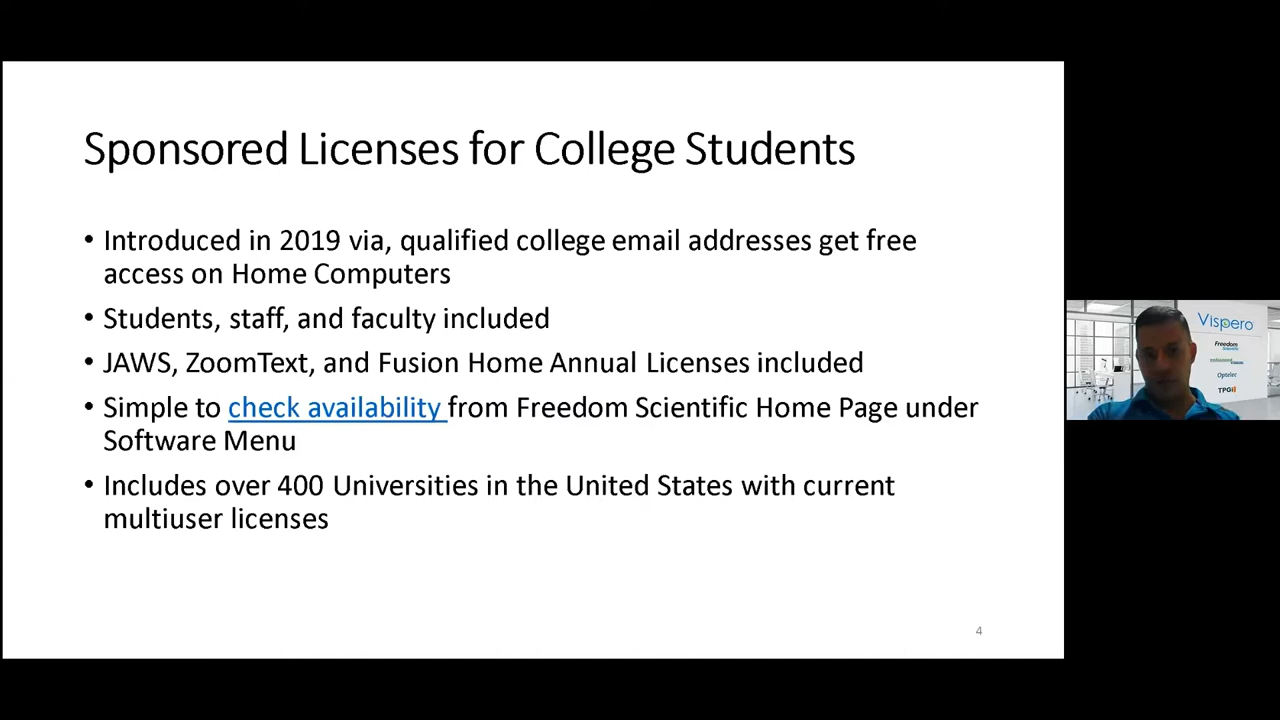 Sponsored Licenses for College Students
• Introduced in 2019 via, qualified college email addresses get free
access on Home Computers
• Students, staff, and faculty included
• JAWS, ZoomText, and Fusion Home Annual Licenses included
• Simple to check availability from Freedom Scientific Home Page under
Software Menu
• Includes over 400 Universities in the United States with current
multiuser licenses
4
Vispero
Freedom
Scientific
Optelec
TPGi